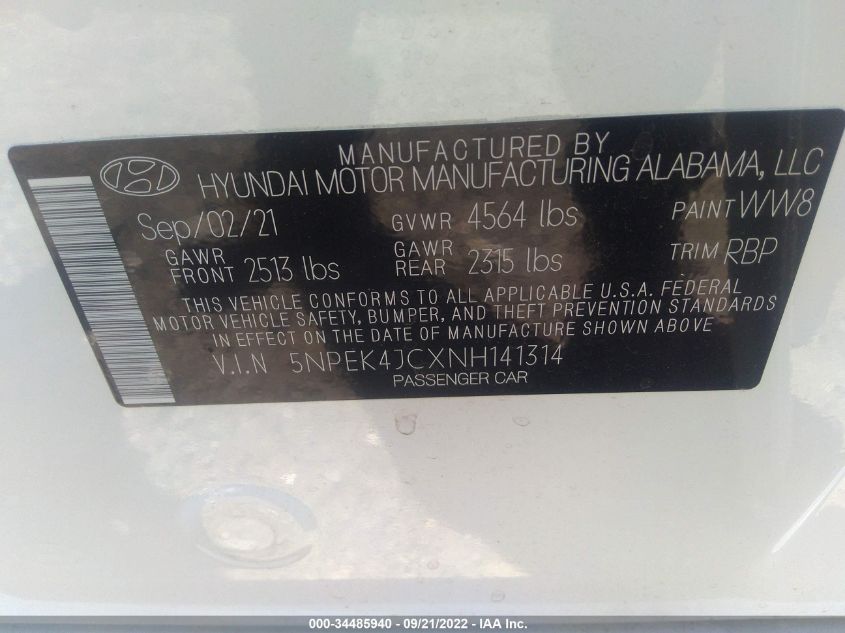 MANUFACTURED BY
HYUNDAI MOTOR MANUFACTURING ALABAMA, LLC
Sep/02/21 GVWR 4564 lbs PAINT WW8
GAWR FRONT 2513 lbs GAWR REAR 2315 lbs TRIM RBP
THIS VEHICLE CONFORMS TO ALL APPLICABLE U.S.A. FEDERAL
MOTOR VEHICLE SAFETY, BUMPER, AND THEFT PREVENTION STANDARDS
IN EFFECT ON THE DATE OF MANUFACTURE SHOWN ABOVE
V.I.N 5NPEK4JCXNH141314
PASSENGER CAR
000-34485940 - 09/21/2022 - IAA Inc.